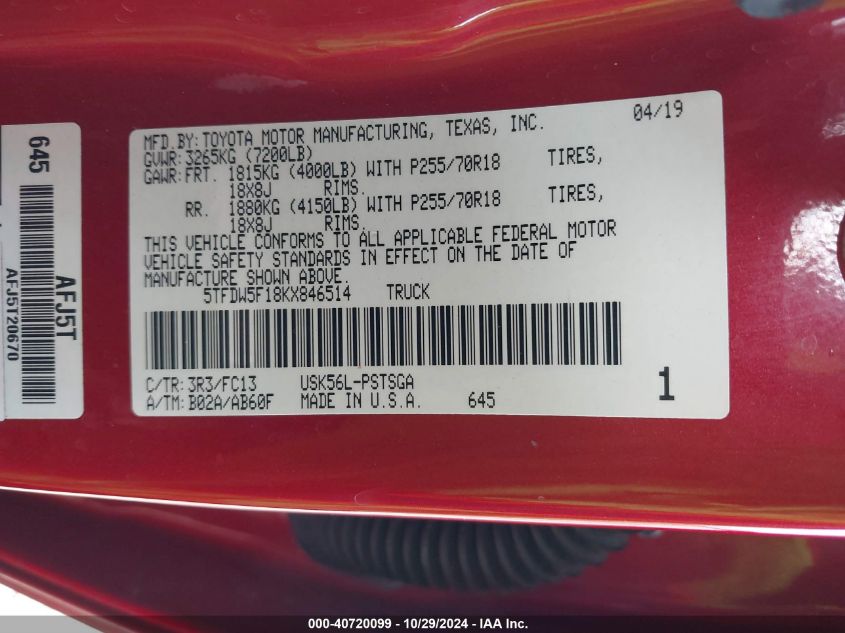 645
AFJ5T
AFJ5T20670
04/19
MFD.BY: TOYOTA MOTOR MANUFACTURING, TEXAS, INC.
GVWR: 3265KG (7200LB)
GAWR: FRT. 1815KG (4000LB) WITH P255/70R18 TIRES,
18X8J RIMS.
RR. 1880KG (4150LB) WITH P255/70R18 TIRES,
18X8J RIMS.
THIS VEHICLE CONFORMS TO ALL APPLICABLE FEDERAL MOTOR
VEHICLE SAFETY STANDARDS IN EFFECT ON THE DATE OF
MANUFACTURE SHOWN ABOVE.
5TFDW5F18KX846514 TRUCK
C/TR: 3R3/FC13 USK56L-PSTSGA
A/TM: B02A/AB60F MADE IN U.S.A. 645
1
000-40720099 - 10/29/2024 - IAA Inc.